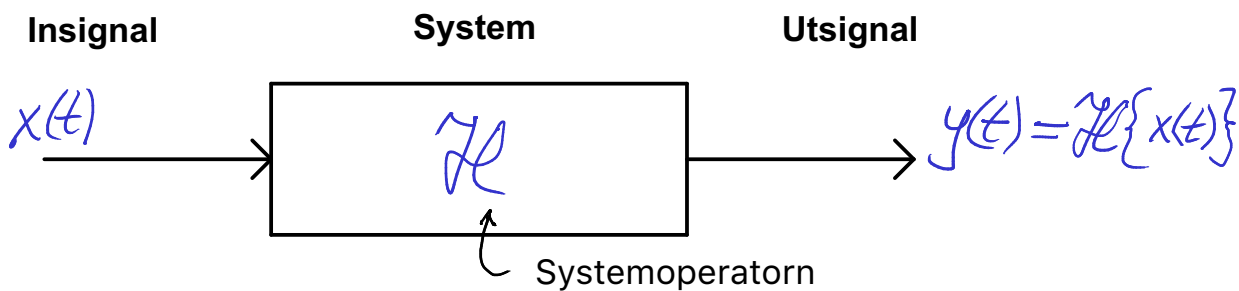 Insignal System Utsignal
x(t) ℋ y(t) = ℋ{x(t)}
Systemoperatorn